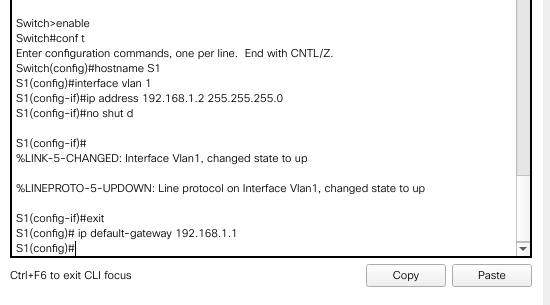 Switch>enable
Switch#conf t
Enter configuration commands, one per line. End with CNTL/Z.
Switch(config)#hostname S1
S1(config)#interface vlan 1
S1(config-if)#ip address 192.168.1.2 255.255.255.0
S1(config-if)#no shut d
S1(config-if)#
%LINK-5-CHANGED: Interface Vlan1, changed state to up
%LINEPROTO-5-UPDOWN: Line protocol on Interface Vlan1, changed state to up
S1(config-if)#exit
S1(config)# ip default-gateway 192.168.1.1
S1(config)#
Ctrl+F6 to exit CLI focus
Copy
Paste